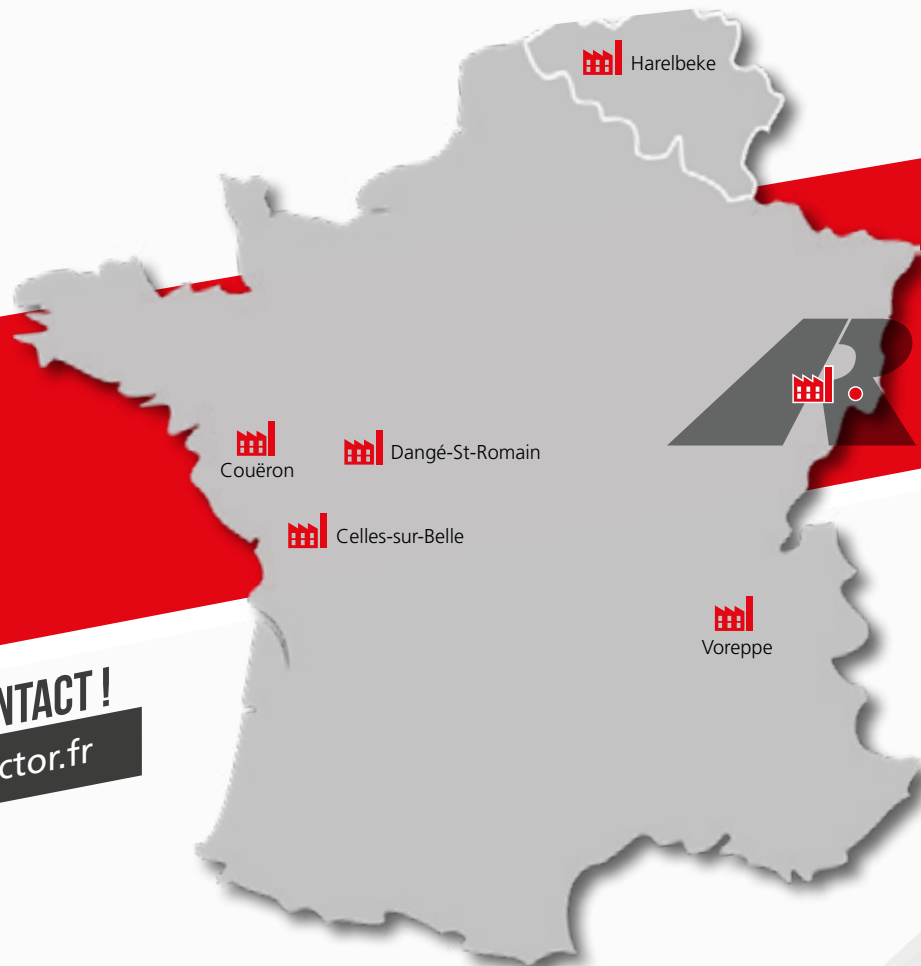 Harelbeke
R
Couëron
Dangé-St-Romain
Celles-sur-Belle
Voreppe
NTACT !
ctor.fr